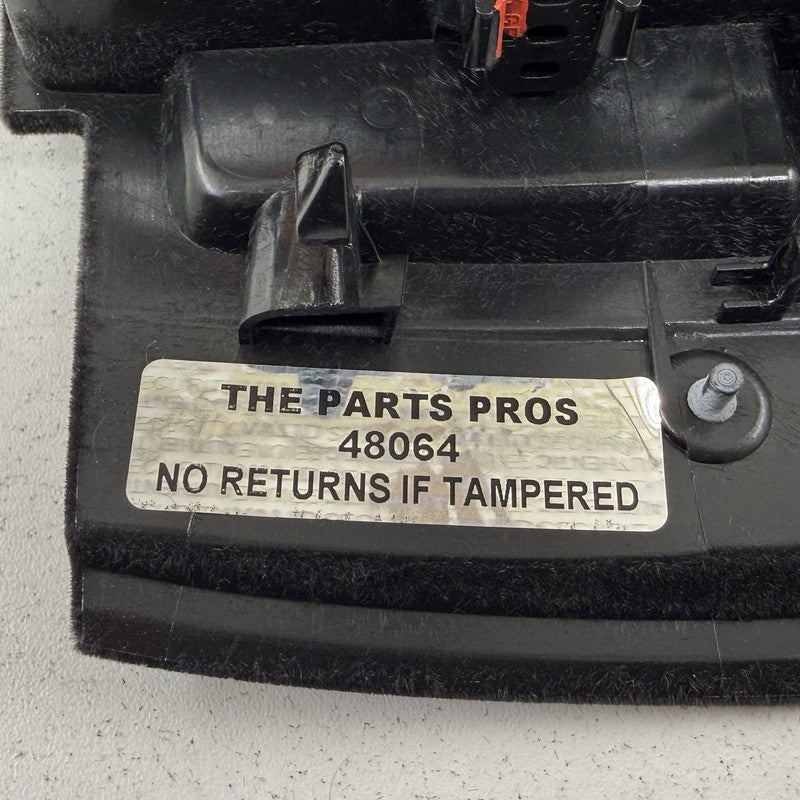 THE PARTS PROS
48064
NO RETURNS IF TAMPERED